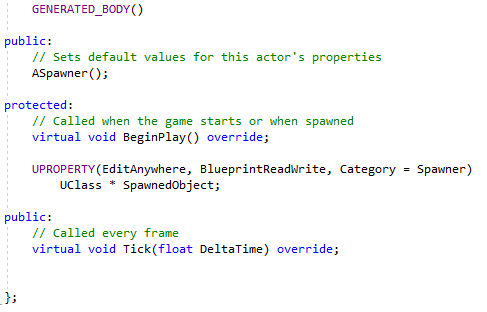 GENERATED_BODY()
public:
// Sets default values for this actor's properties
ASpawner();
protected:
// Called when the game starts or when spawned
virtual void BeginPlay() override;
UPROPERTY(EditAnywhere, BlueprintReadWrite, Category = Spawner)
UClass * SpawnedObject;
public:
// Called every frame
virtual void Tick(float DeltaTime) override;
};